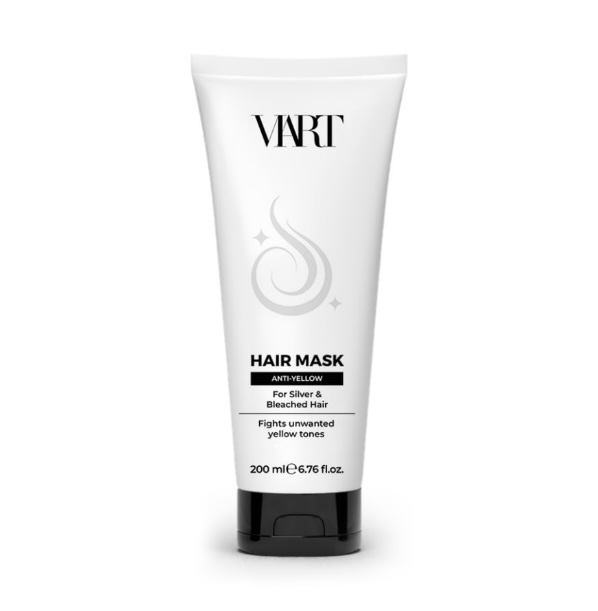 VIART
HAIR MASK
ANTI-YELLOW
For Silver &
Bleached Hair
Fights unwanted
yellow tones
200 ml℮6.76 fl.oz.